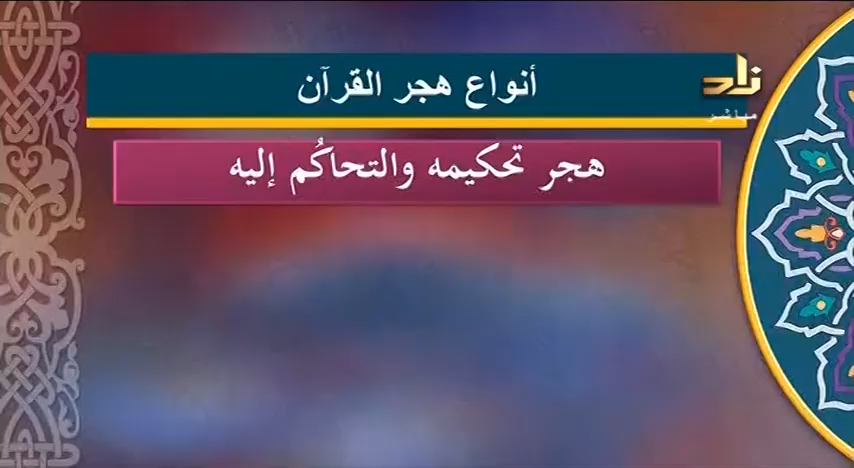 أنواع هجر القرآن
زاد
مباشر
هجر تحكيمه والتحاكُم إليه